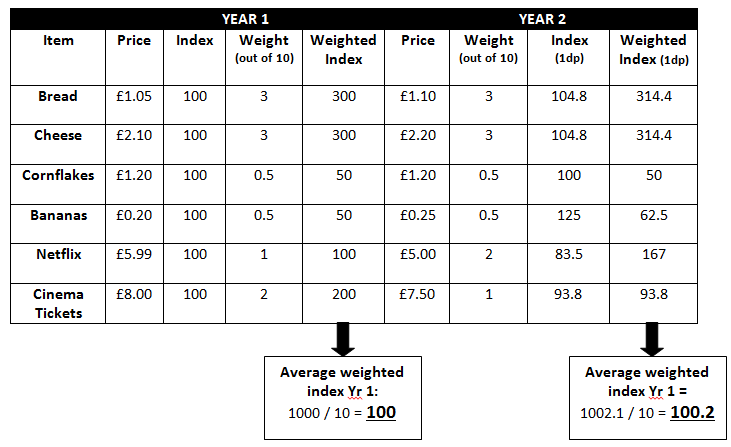 YEAR 1 YEAR 2
Item Price Index Weight Weighted Price Weight Index Weighted
(out of 10) Index (out of 10) (1dp) Index (1dp)
Bread £1.05 100 3 300 £1.10 3 104.8 314.4
Cheese £2.10 100 3 300 £2.20 3 104.8 314.4
Cornflakes £1.20 100 0.5 50 £1.20 0.5 100 50
Bananas £0.20 100 0.5 50 £0.25 0.5 125 62.5
Netflix £5.99 100 1 100 £5.00 2 83.5 167
Cinema £8.00 100 2 200 £7.50 1 93.8 93.8
Tickets
Average weighted
index Yr 1:
1000 / 10 = 100
Average weighted
index Yr 1 =
1002.1 / 10 = 100.2